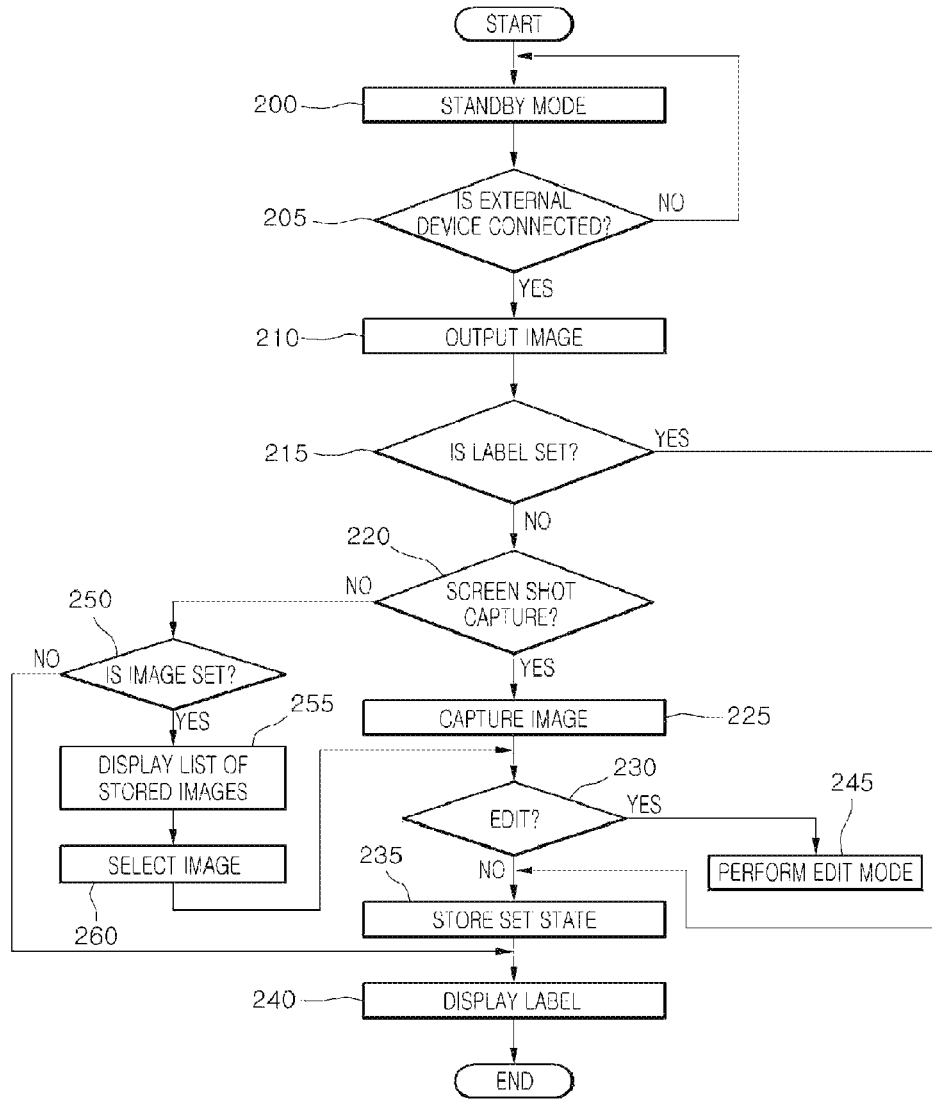 START
200
STANDBY MODE
205
IS EXTERNAL
DEVICE CONNECTED?
NO
YES
210
OUTPUT IMAGE
215
IS LABEL SET?
YES
NO
220
SCREEN SHOT
CAPTURE?
NO
YES
250
IS IMAGE SET?
NO
YES
255
DISPLAY LIST OF
STORED IMAGES
SELECT IMAGE
260
CAPTURE IMAGE
225
230
EDIT?
YES
NO
245
PERFORM EDIT MODE
235
STORE SET STATE
240
DISPLAY LABEL
END